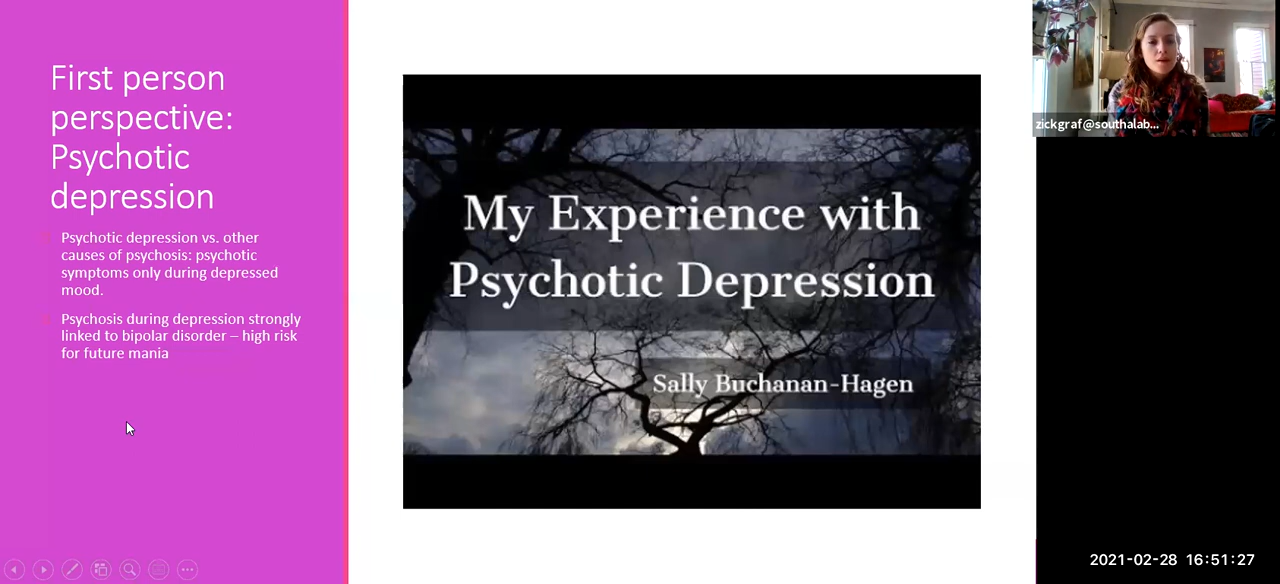 First person
perspective:
Psychotic
depression
Psychotic depression vs. other
causes of psychosis: psychotic
symptoms only during depressed
mood.
Psychosis during depression strongly
linked to bipolar disorder – high risk
for future mania
My Experience with
Psychotic Depression
Sally Buchanan-Hagen
zickgraf@southalab...
2021-02-28 16:51:27